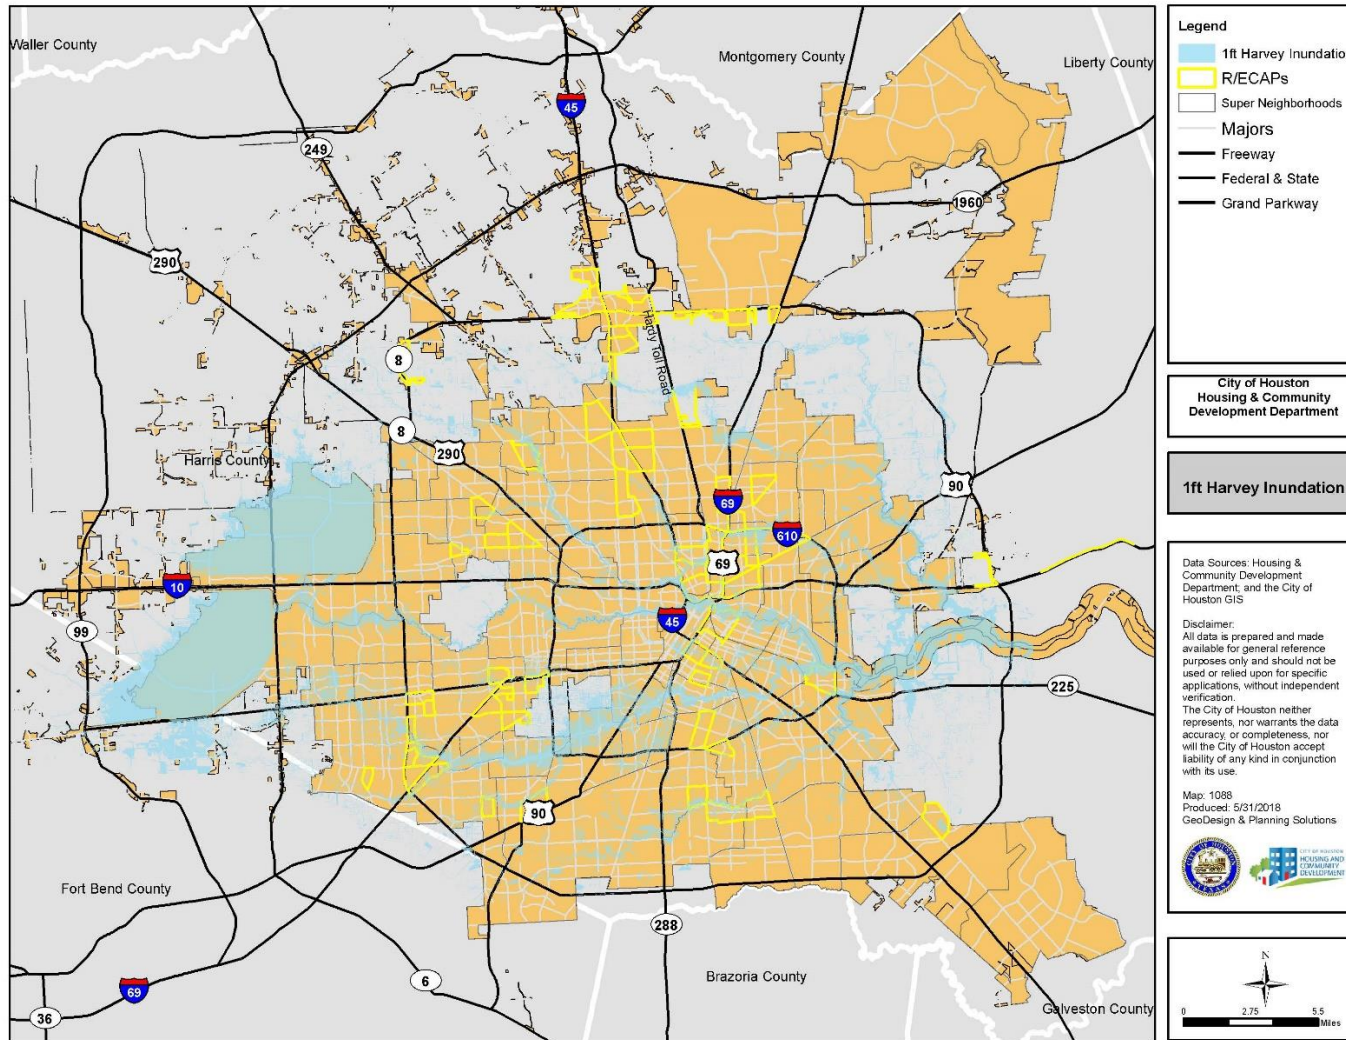 Waller County
Montgomery County
Liberty County
45
249
1960
290
Hardy Toll Road
8
8
290
Harris County
90
69
610
69
10
45
99
225
90
Fort Bend County
288
Brazoria County
6
69
Galveston County
36
Legend
1ft Harvey Inundatio
R/ECAPs
Super Neighborhoods
Majors
Freeway
Federal & State
Grand Parkway
City of Houston
Housing & Community
Development Department
1ft Harvey Inundation
Data Sources: Housing &
Community Development
Department; and the City of
Houston GIS
Disclaimer:
All data is prepared and made
available for general reference
purposes only and should not be
used or relied upon for specific
applications, without independent
verification.
The City of Houston neither
represents, nor warrants the data
accuracy, or completeness, nor
will the City of Houston accept
liability of any kind in conjunction
with its use.
Map: 1088
Produced: 5/31/2018
GeoDesign & Planning Solutions
CITY OF HOUSTON
HOUSING AND
COMMUNITY
DEVELOPMENT
N
0 2.75 5.5
Miles